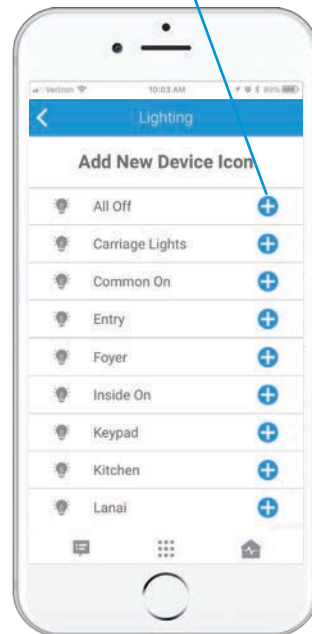 Verizon 10:03 AM 89%
Lighting
Add New Device Icon
All Off
Carriage Lights
Common On
Entry
Foyer
Inside On
Keypad
Kitchen
Lanai